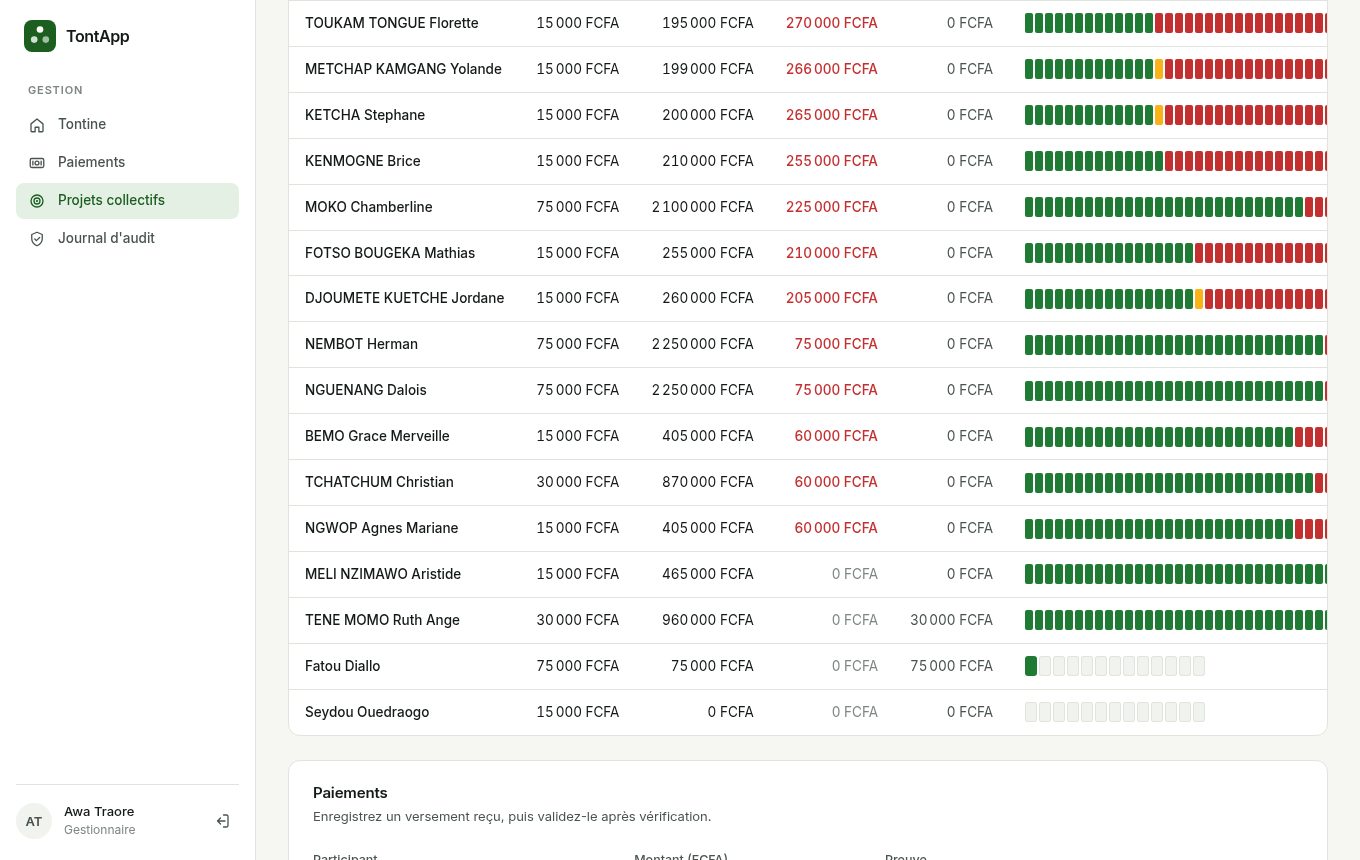 TontApp
GESTION
Tontine
Paiements
Projets collectifs
Journal d'audit
AT
Awa Traore
Gestionnaire
TOUKAM TONGUE Florette 15 000 FCFA 195 000 FCFA 270 000 FCFA 0 FCFA
METCHAP KAMGANG Yolande 15 000 FCFA 199 000 FCFA 266 000 FCFA 0 FCFA
KETCHA Stephane 15 000 FCFA 200 000 FCFA 265 000 FCFA 0 FCFA
KENMOGNE Brice 15 000 FCFA 210 000 FCFA 255 000 FCFA 0 FCFA
MOKO Chamberline 75 000 FCFA 2 100 000 FCFA 225 000 FCFA 0 FCFA
FOTSO BOUGEKA Mathias 15 000 FCFA 255 000 FCFA 210 000 FCFA 0 FCFA
DJOUMETE KUETCHE Jordane 15 000 FCFA 260 000 FCFA 205 000 FCFA 0 FCFA
NEMBOT Herman 75 000 FCFA 2 250 000 FCFA 75 000 FCFA 0 FCFA
NGUENANG Dalois 75 000 FCFA 2 250 000 FCFA 75 000 FCFA 0 FCFA
BEMO Grace Merveille 15 000 FCFA 405 000 FCFA 60 000 FCFA 0 FCFA
TCHATCHUM Christian 30 000 FCFA 870 000 FCFA 60 000 FCFA 0 FCFA
NGWOP Agnes Mariane 15 000 FCFA 405 000 FCFA 60 000 FCFA 0 FCFA
MELI NZIMAWO Aristide 15 000 FCFA 465 000 FCFA 0 FCFA 0 FCFA
TENE MOMO Ruth Ange 30 000 FCFA 960 000 FCFA 0 FCFA 30 000 FCFA
Fatou Diallo 75 000 FCFA 75 000 FCFA 0 FCFA 75 000 FCFA
Seydou Ouedraogo 15 000 FCFA 0 FCFA 0 FCFA 0 FCFA
Paiements
Enregistrez un versement reçu, puis validez-le après vérification.
Participant Montant (FCFA) Preuve